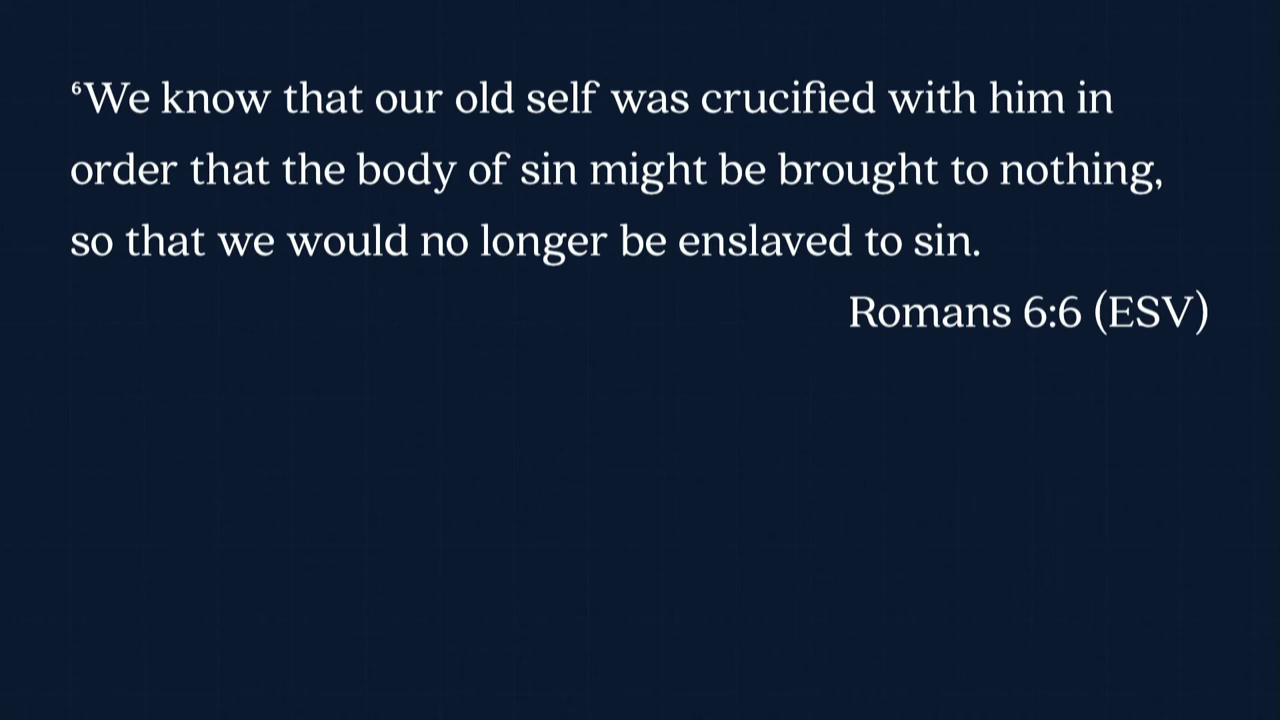 ⁶We know that our old self was crucified with him in
order that the body of sin might be brought to nothing,
so that we would no longer be enslaved to sin.
Romans 6:6 (ESV)